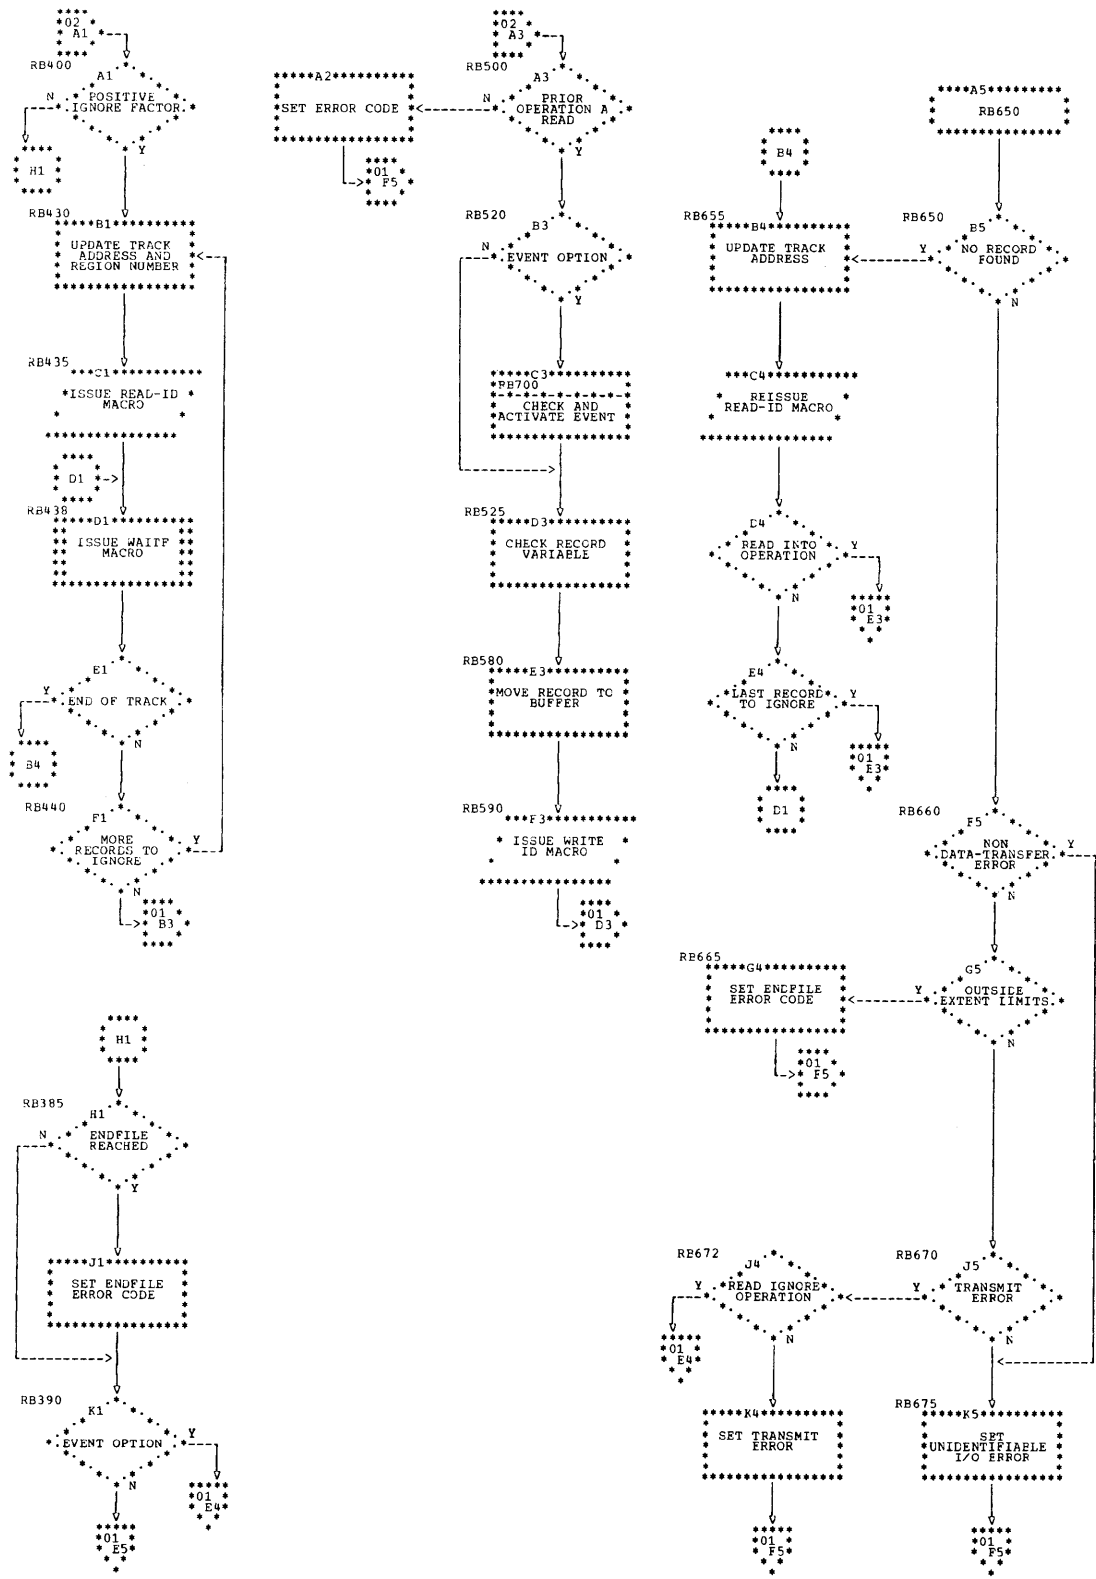 02
A1
RB400
A1
POSITIVE
IGNORE FACTOR
N
Y
H1
RB430
B1
UPDATE TRACK
ADDRESS AND
REGION NUMBER
RB435
C1
ISSUE READ-ID
MACRO
D1
RB438
D1
ISSUE WAITF
MACRO
E1
END OF TRACK
Y
N
B4
RB440
F1
MORE
RECORDS TO
IGNORE
Y
N
01
B3
H1
RB385
H1
ENDFILE
REACHED
N
Y
J1
SET ENDFILE
ERROR CODE
RB390
K1
EVENT OPTION
Y
N
01
E4
01
E5
A2
SET ERROR CODE
01
F5
02
A3
RB500
A3
PRIOR
OPERATION A
READ
N
Y
RB520
B3
EVENT OPTION
N
Y
C3
RB700
CHECK AND
ACTIVATE EVENT
RB525
D3
CHECK RECORD
VARIABLE
RB580
E3
MOVE RECORD TO
BUFFER
RB590
F3
ISSUE WRITE
ID MACRO
01
D3
B4
RB655
B4
UPDATE TRACK
ADDRESS
C4
REISSUE
READ-ID MACRO
D4
READ INTO
OPERATION
Y
N
01
E3
E4
LAST RECORD
TO IGNORE
Y
N
01
E3
D1
RB665
G4
SET ENDFILE
ERROR CODE
01
F5
RB672
J4
READ IGNORE
OPERATION
Y
N
01
E4
K4
SET TRANSMIT
ERROR
01
F5
A5
RB650
RB650
B5
NO RECORD
FOUND
Y
N
RB660
F5
NON
DATA-TRANSFER
ERROR
Y
N
G5
OUTSIDE
EXTENT LIMITS
Y
N
RB670
J5
TRANSMIT
ERROR
Y
N
RB675
K5
SET
UNIDENTIFIABLE
I/O ERROR
01
F5